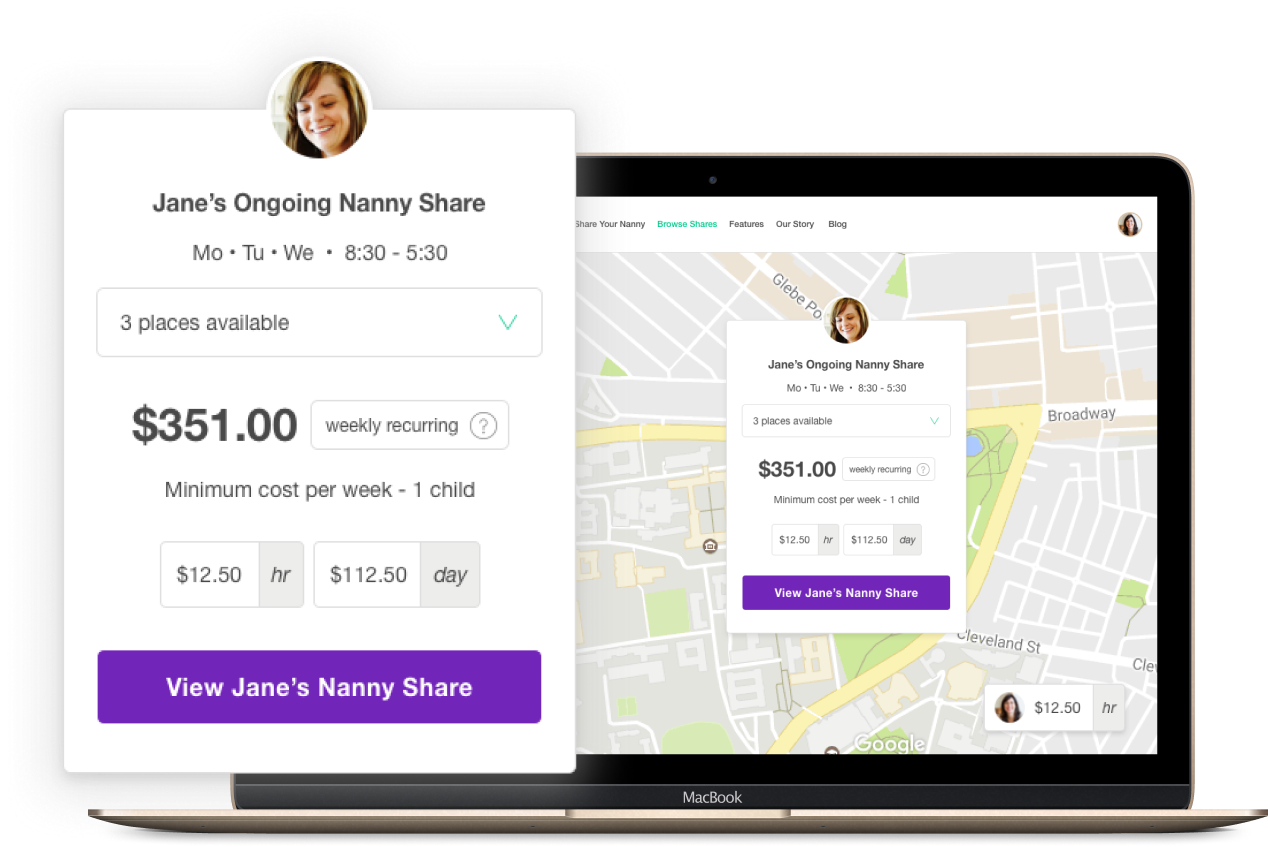 Jane's Ongoing Nanny Share
Mo • Tu • We • 8:30 - 5:30
3 places available
$351.00 weekly recurring ?
Minimum cost per week - 1 child
$12.50 hr $112.50 day
View Jane's Nanny Share
Share Your Nanny Browse Shares Features Our Story Blog
Glebe Po
Jane's Ongoing Nanny Share
Mo • Tu • We • 8:30 - 5:30
3 places available
Broadway
$351.00 weekly recurring ?
Minimum cost per week - 1 child
$12.50 hr $112.50 day
View Jane's Nanny Share
Cleveland St
Cle
$12.50 hr
Google
MacBook